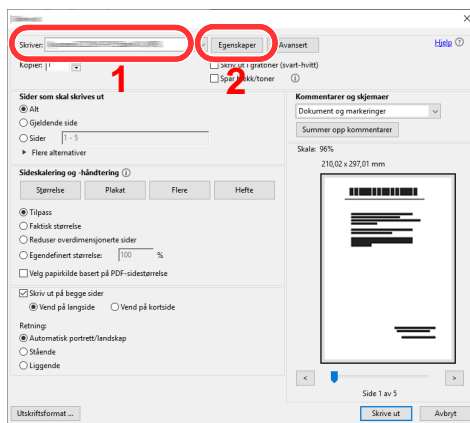 Skriver:
Egenskaper
Avansert
Hjelp
Kopier: 1
Skriv ut i gråtoner (svart-hvitt)
1
2
Spar blekk/toner
Sider som skal skrives ut
Alt
Gjeldende side
Sider 1 - 5
Flere alternativer
Sideskalering og -håndtering
Størrelse Plakat Flere Hefte
Tilpass
Faktisk størrelse
Reduser overdimensjonerte sider
Egendefinert størrelse: 100 %
Velg papirkilde basert på PDF-sidestørrelse
Skriv ut på begge sider
Vend på langside Vend på kortside
Retning:
Automatisk portrett/landskap
Stående
Liggende
Kommentarer og skjemaer
Dokument og markeringer
Summer opp kommentarer
Skala: 96%
210,02 x 297,01 mm
< >
Side 1 av 5
Utskriftsformat ...
Skrive ut
Avbryt